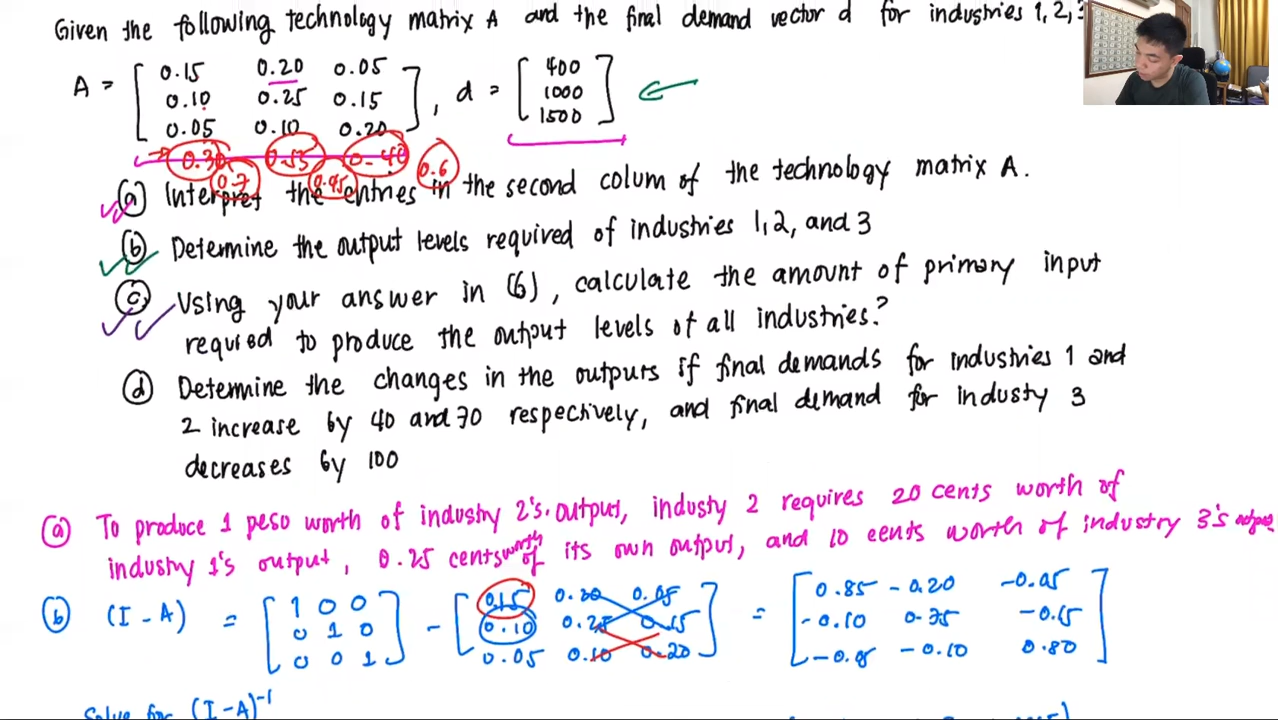 Given the following technology matrix A and the final demand vector d for industries 1, 2, 3
A = [ 0.15 0.20 0.05
0.10 0.25 0.15
0.05 0.10 0.20 ] , d = [ 400
1000
1500 ]
0.30 0.55 0.40
0.7 0.45 0.6
(a) Interpret the entries in the second colum of the technology matrix A.
(b) Determine the output levels required of industries 1, 2, and 3
(c) Using your answer in (b), calculate the amount of primary input
required to produce the output levels of all industries?
(d) Determine the changes in the outputs if final demands for industries 1 and
2 increase by 40 and 70 respectively, and final demand for industy 3
decreases by 100
(a) To produce 1 peso worth of industry 2's output, industy 2 requires 20 cents worth of
industry 1's output, 0.25 cents worth of its own output, and 10 cents worth of industry 3's output
(b) (I - A) = [ 1 0 0
0 1 0
0 0 1 ] - [ 0.15 0.20 0.05
0.10 0.25 0.15
0.05 0.10 0.20 ] = [ 0.85 -0.20 -0.05
-0.10 0.75 -0.15
-0.05 -0.10 0.80 ]
Solve for (I - A)⁻¹